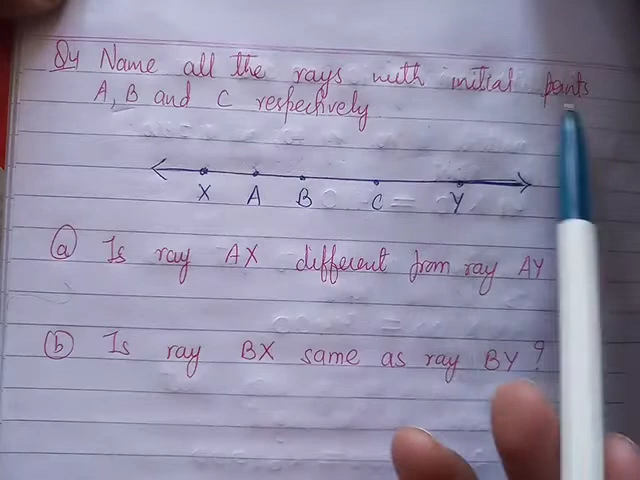 Q4 Name all the rays with initial points
A, B and C respectively
X A B C Y
a Is ray AX different from ray AY
b Is ray BX same as ray BY?